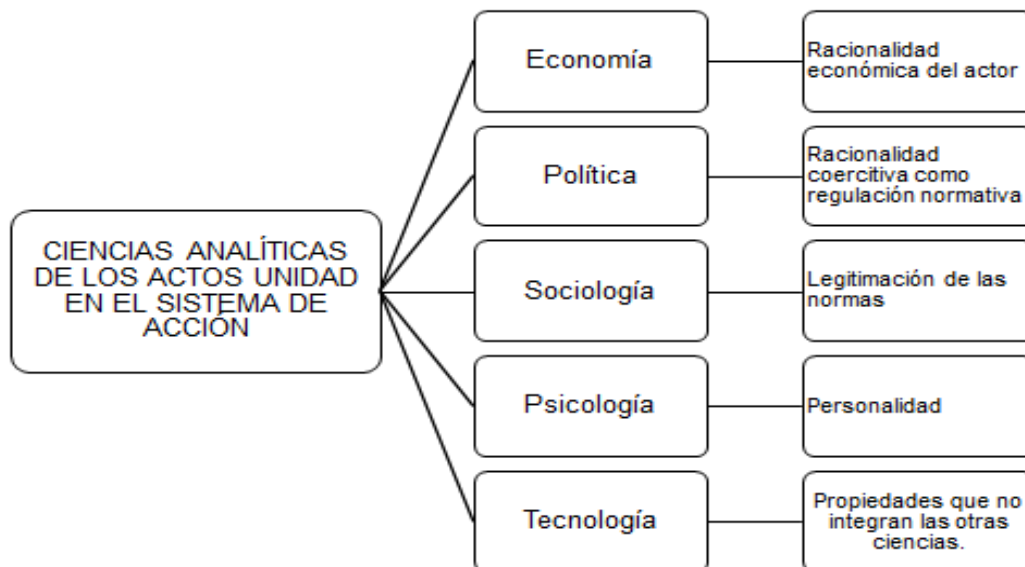 Economía
Racionalidad
económica del actor
Política
Racionalidad
coercitiva como
regulación normativa
CIENCIAS ANALÍTICAS
DE LOS ACTOS UNIDAD
EN EL SISTEMA DE
ACCIÓN
Sociología
Legitimación de las
normas
Psicología
Personalidad
Tecnología
Propiedades que no
integran las otras
ciencias.